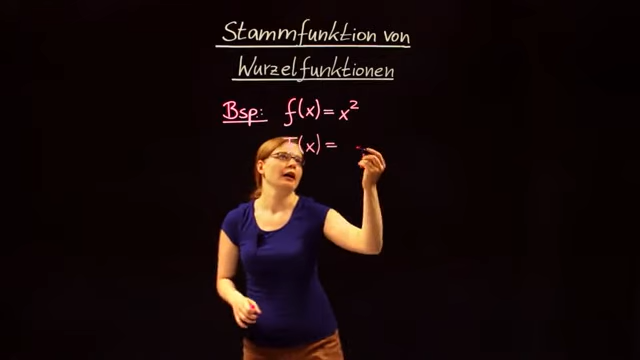 Stammfunktion von
Wurzelfunktionen
Bsp.: f(x) = x²
F(x) =